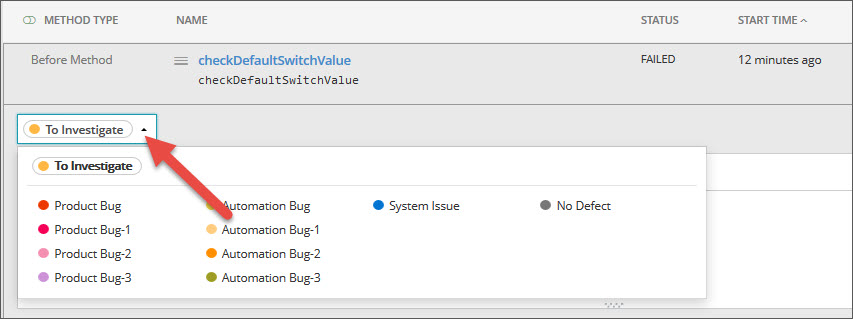 METHOD TYPE NAME STATUS START TIME
Before Method checkDefaultSwitchValue FAILED 12 minutes ago
checkDefaultSwitchValue
To Investigate
To Investigate
Product Bug Automation Bug System Issue No Defect
Product Bug-1 Automation Bug-1
Product Bug-2 Automation Bug-2
Product Bug-3 Automation Bug-3